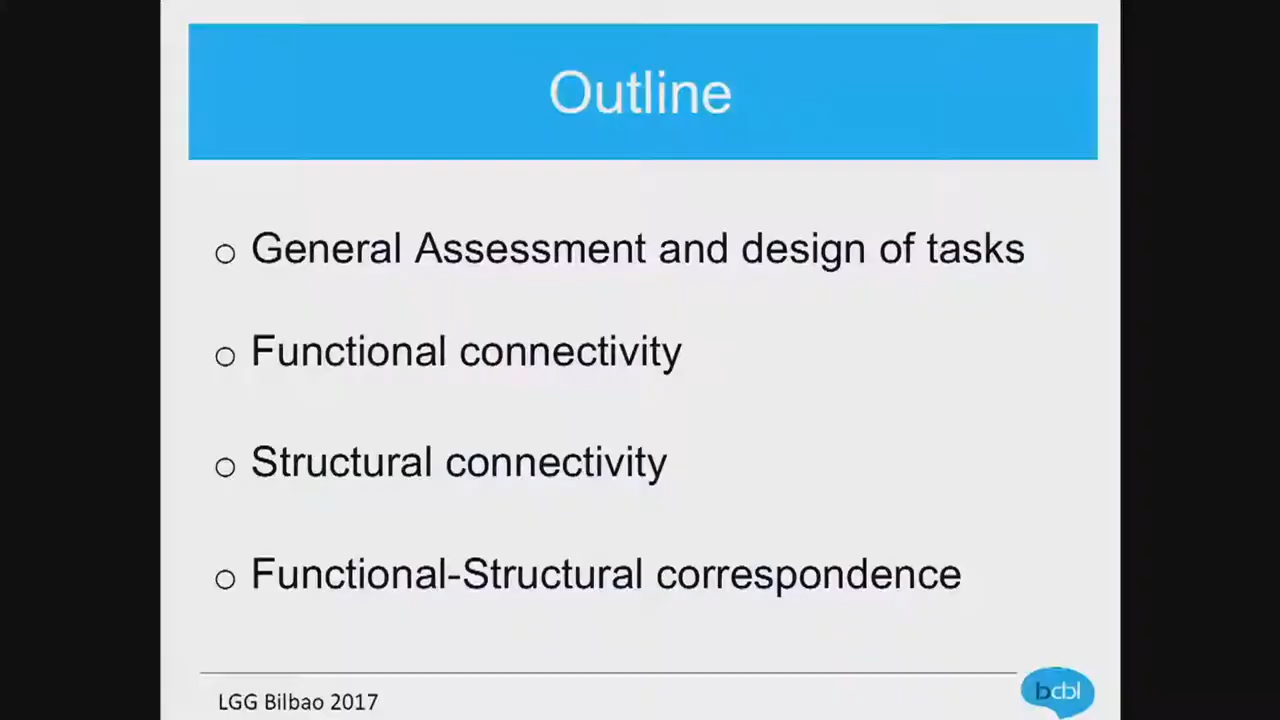 Outline
○ General Assessment and design of tasks
○ Functional connectivity
○ Structural connectivity
○ Functional-Structural correspondence
LGG Bilbao 2017
bcbl